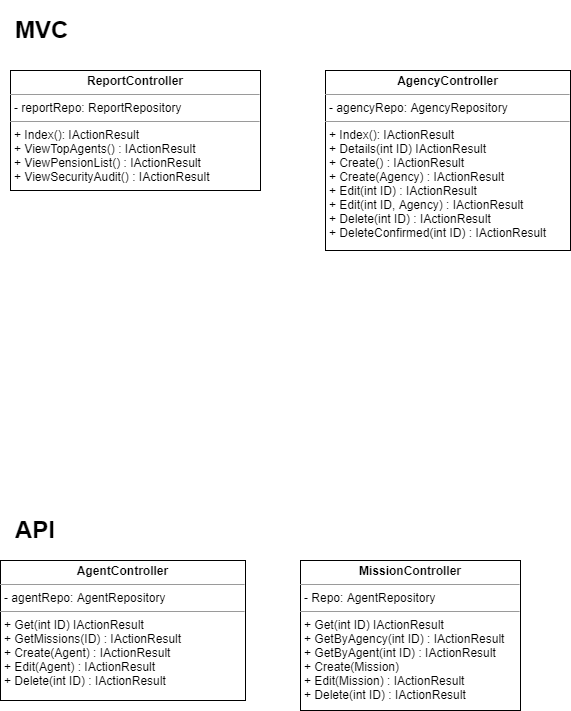 MVC
ReportController
- reportRepo: ReportRepository
+ Index(): IActionResult
+ ViewTopAgents() : IActionResult
+ ViewPensionList() : IActionResult
+ ViewSecurityAudit() : IActionResult
AgencyController
- agencyRepo: AgencyRepository
+ Index(): IActionResult
+ Details(int ID) IActionResult
+ Create() : IActionResult
+ Create(Agency) : IActionResult
+ Edit(int ID) : IActionResult
+ Edit(int ID, Agency) : IActionResult
+ Delete(int ID) : IActionResult
+ DeleteConfirmed(int ID) : IActionResult
API
AgentController
- agentRepo: AgentRepository
+ Get(int ID) IActionResult
+ GetMissions(ID) : IActionResult
+ Create(Agent) : IActionResult
+ Edit(Agent) : IActionResult
+ Delete(int ID) : IActionResult
MissionController
- Repo: AgentRepository
+ Get(int ID) IActionResult
+ GetByAgency(int ID) : IActionResult
+ GetByAgent(int ID) : IActionResult
+ Create(Mission)
+ Edit(Mission) : IActionResult
+ Delete(int ID) : IActionResult